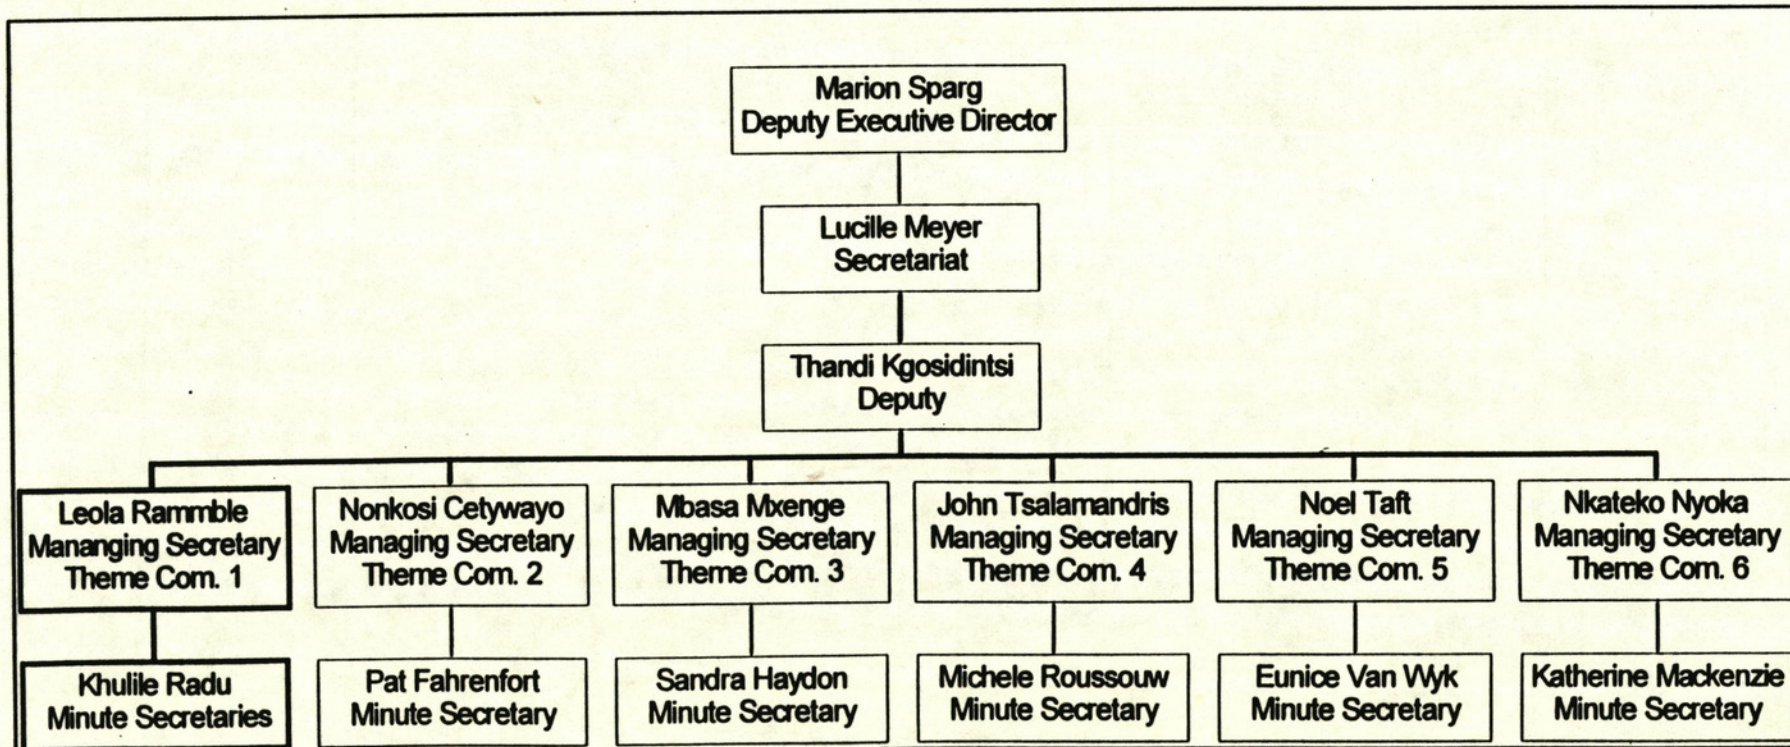 Marion Sparg
Deputy Executive Director
Lucille Meyer
Secretariat
Thandi Kgosidintsi
Deputy
Leola Rammble
Mananging Secretary
Theme Com. 1
Nonkosi Cetywayo
Managing Secretary
Theme Com. 2
Mbasa Mxenge
Managing Secretary
Theme Com. 3
John Tsalamandris
Managing Secretary
Theme Com. 4
Noel Taft
Managing Secretary
Theme Com. 5
Nkateko Nyoka
Managing Secretary
Theme Com. 6
Khulile Radu
Minute Secretaries
Pat Fahrenfort
Minute Secretary
Sandra Haydon
Minute Secretary
Michele Roussouw
Minute Secretary
Eunice Van Wyk
Minute Secretary
Katherine Mackenzie
Minute Secretary